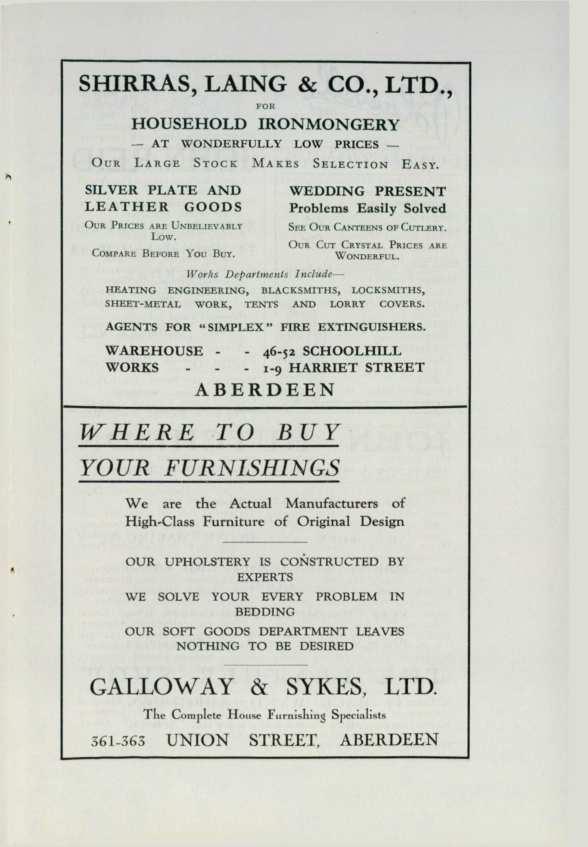 SHIRRAS, LAING & CO., LTD.,
FOR
HOUSEHOLD IRONMONGERY
— AT WONDERFULLY LOW PRICES —
OUR LARGE STOCK MAKES SELECTION EASY.
SILVER PLATE AND
LEATHER GOODS
OUR PRICES ARE UNBELIEVABLY
LOW.
COMPARE BEFORE YOU BUY.
WEDDING PRESENT
Problems Easily Solved
SEE OUR CANTEENS OF CUTLERY.
OUR CUT CRYSTAL PRICES ARE
WONDERFUL.
Works Departments Include—
HEATING ENGINEERING, BLACKSMITHS, LOCKSMITHS,
SHEET-METAL WORK, TENTS AND LORRY COVERS.
AGENTS FOR "SIMPLEX" FIRE EXTINGUISHERS.
WAREHOUSE - - 46-52 SCHOOLHILL
WORKS - - - 1-9 HARRIET STREET
ABERDEEN
WHERE TO BUY
YOUR FURNISHINGS
We are the Actual Manufacturers of
High-Class Furniture of Original Design
OUR UPHOLSTERY IS CONSTRUCTED BY
EXPERTS
WE SOLVE YOUR EVERY PROBLEM IN
BEDDING
OUR SOFT GOODS DEPARTMENT LEAVES
NOTHING TO BE DESIRED
GALLOWAY & SYKES, LTD.
The Complete House Furnishing Specialists
361-363 UNION STREET, ABERDEEN